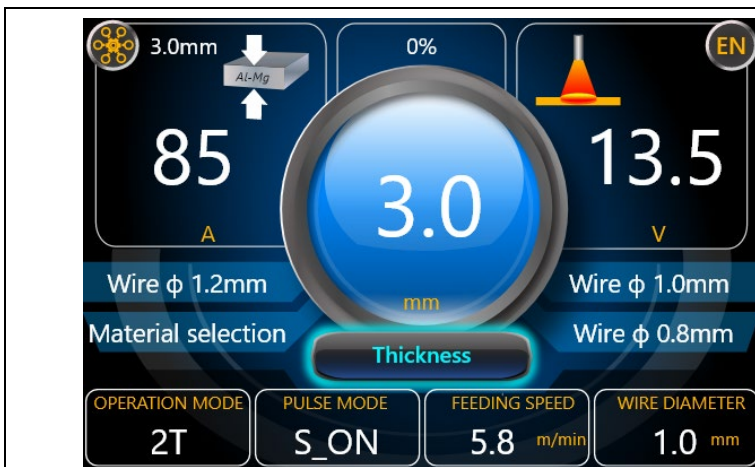 3.0mm
0%
EN
Al-Mg
85
A
3.0
mm
13.5
V
Wire ϕ 1.2mm
Wire ϕ 1.0mm
Material selection
Wire ϕ 0.8mm
Thickness
OPERATION MODE
2T
PULSE MODE
S_ON
FEEDING SPEED
5.8 m/min
WIRE DIAMETER
1.0 mm